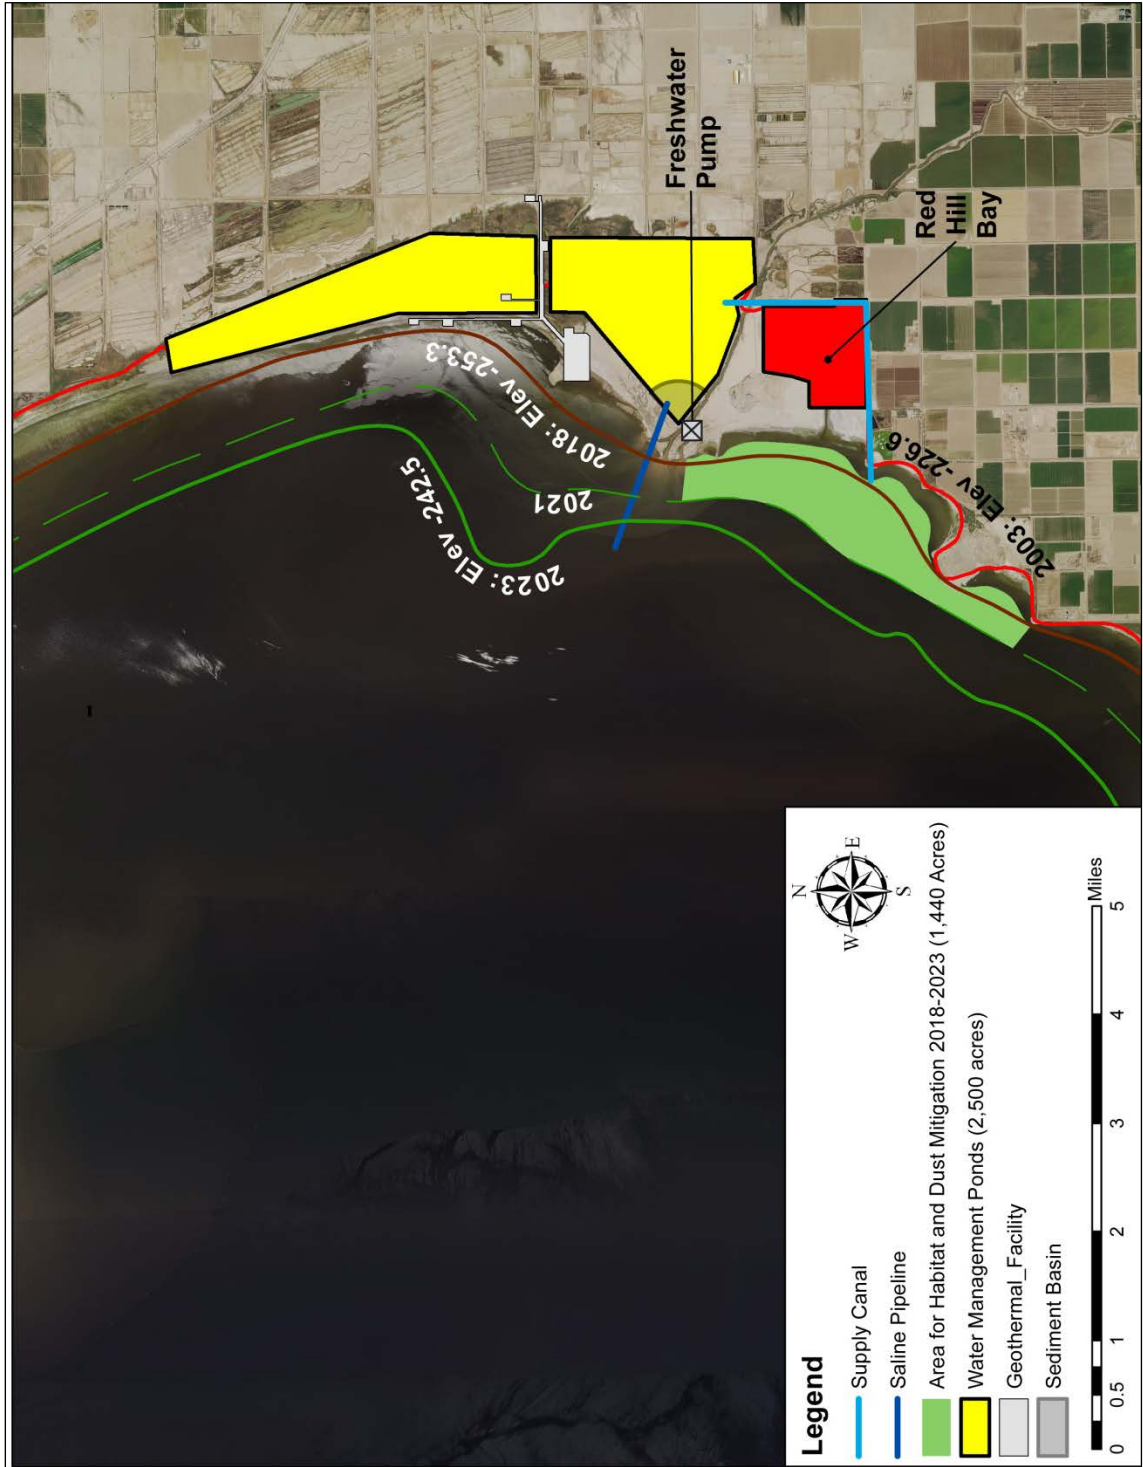 2023: Elev -242.5
2021
2018: Elev -253.3
2003: Elev -226.6
Freshwater
Pump
Red
Hill
Bay
Legend
Supply Canal
Saline Pipeline
Area for Habitat and Dust Mitigation 2018-2023 (1,440 Acres)
Water Management Ponds (2,500 acres)
Geothermal_Facility
Sediment Basin
N
W
E
S
0 0.5 1 2 3 4 5
Miles